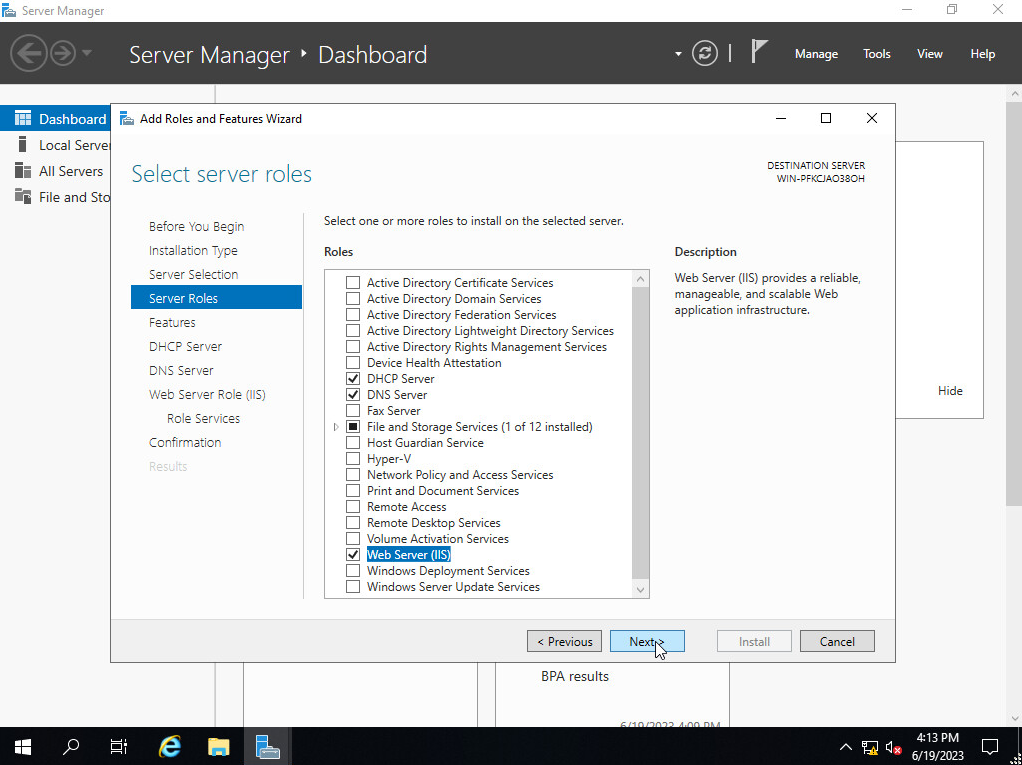 Server Manager
Server Manager ‣ Dashboard
Manage Tools View Help
Dashboard
Local Server
All Servers
File and Sto
Add Roles and Features Wizard
Select server roles
DESTINATION SERVER
WIN-PFKCJAO38OH
Before You Begin
Installation Type
Server Selection
Server Roles
Features
DHCP Server
DNS Server
Web Server Role (IIS)
Role Services
Confirmation
Results
Select one or more roles to install on the selected server.
Roles
Active Directory Certificate Services
Active Directory Domain Services
Active Directory Federation Services
Active Directory Lightweight Directory Services
Active Directory Rights Management Services
Device Health Attestation
DHCP Server
DNS Server
Fax Server
File and Storage Services (1 of 12 installed)
Host Guardian Service
Hyper-V
Network Policy and Access Services
Print and Document Services
Remote Access
Remote Desktop Services
Volume Activation Services
Web Server (IIS)
Windows Deployment Services
Windows Server Update Services
Description
Web Server (IIS) provides a reliable,
manageable, and scalable Web
application infrastructure.
Hide
< Previous Next > Install Cancel
BPA results
6/19/2023 4:09 PM
4:13 PM
6/19/2023